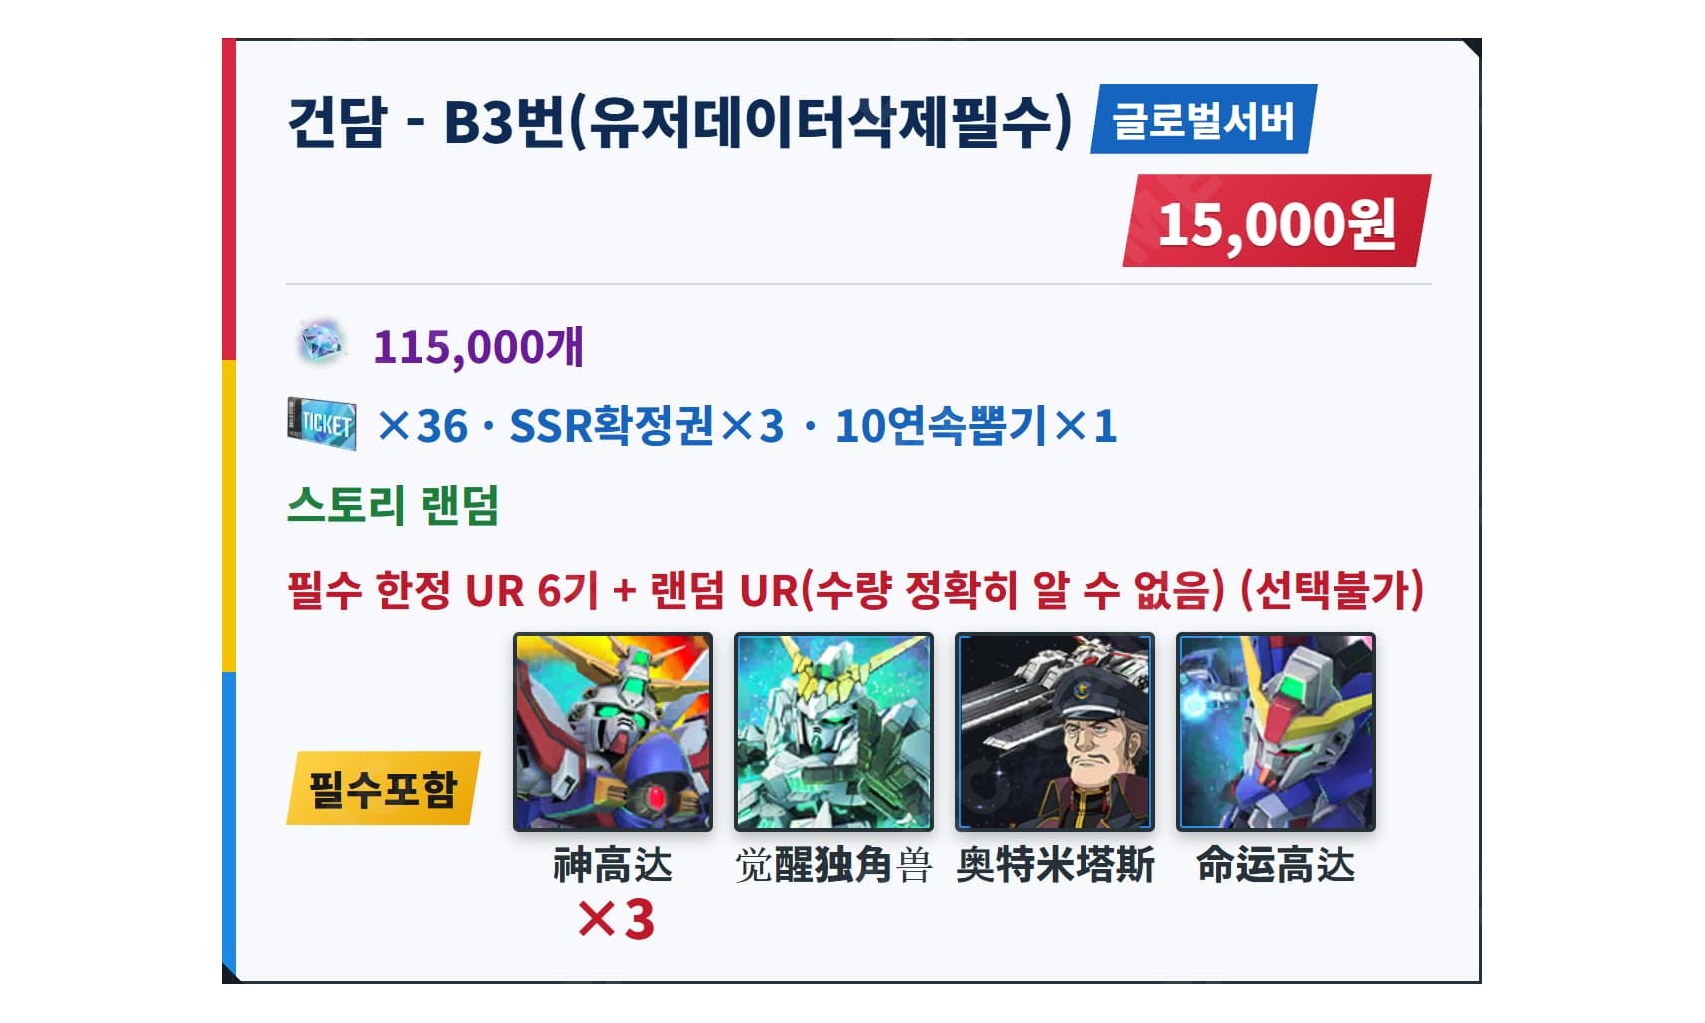 건담 - B3번(유저데이터삭제필수) 글로벌서버
15,000원
115,000개
TICKET ×36 · SSR확정권×3 · 10연속뽑기×1
스토리 랜덤
필수 한정 UR 6기 + 랜덤 UR(수량 정확히 알 수 없음) (선택불가)
필수포함
神高达 觉醒独角兽 奥特米塔斯 命运高达
×3